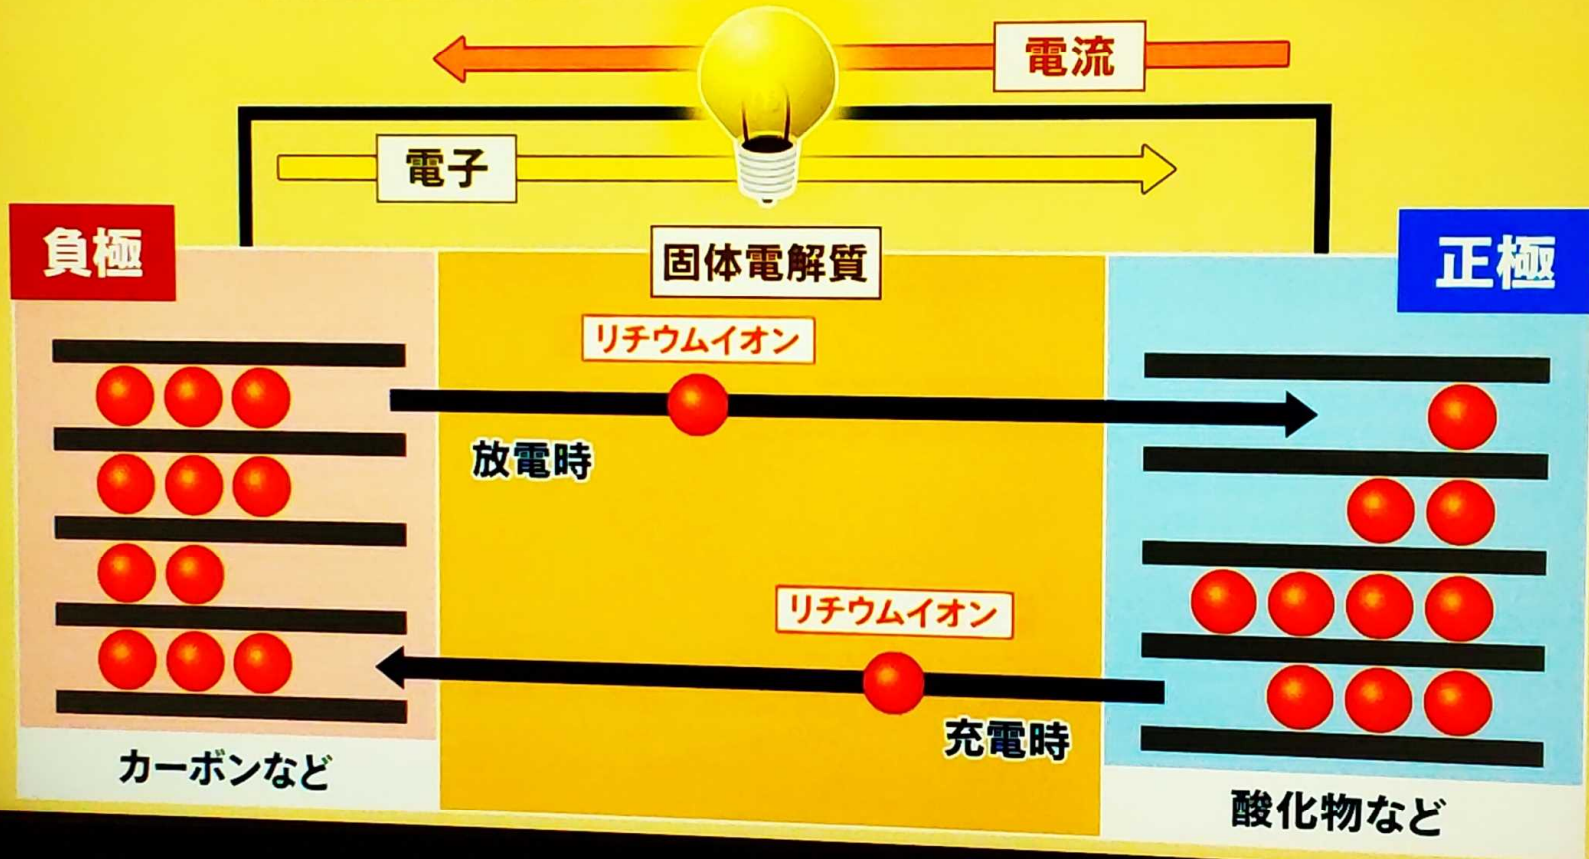 電流
電子
負極
固体電解質
正極
リチウムイオン
放電時
リチウムイオン
充電時
カーボンなど
酸化物など